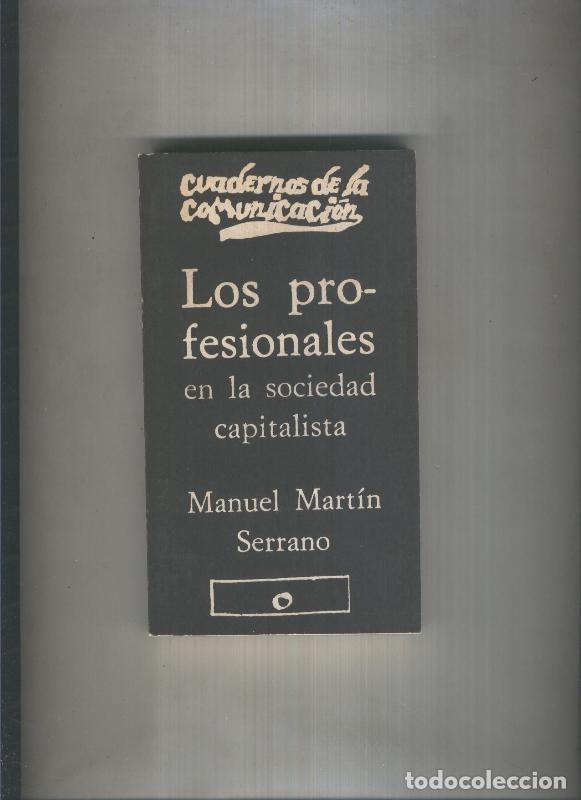 cuadernos de la
comunicación
Los pro-
fesionales
en la sociedad
capitalista
Manuel Martín
Serrano
o
todocoleccion